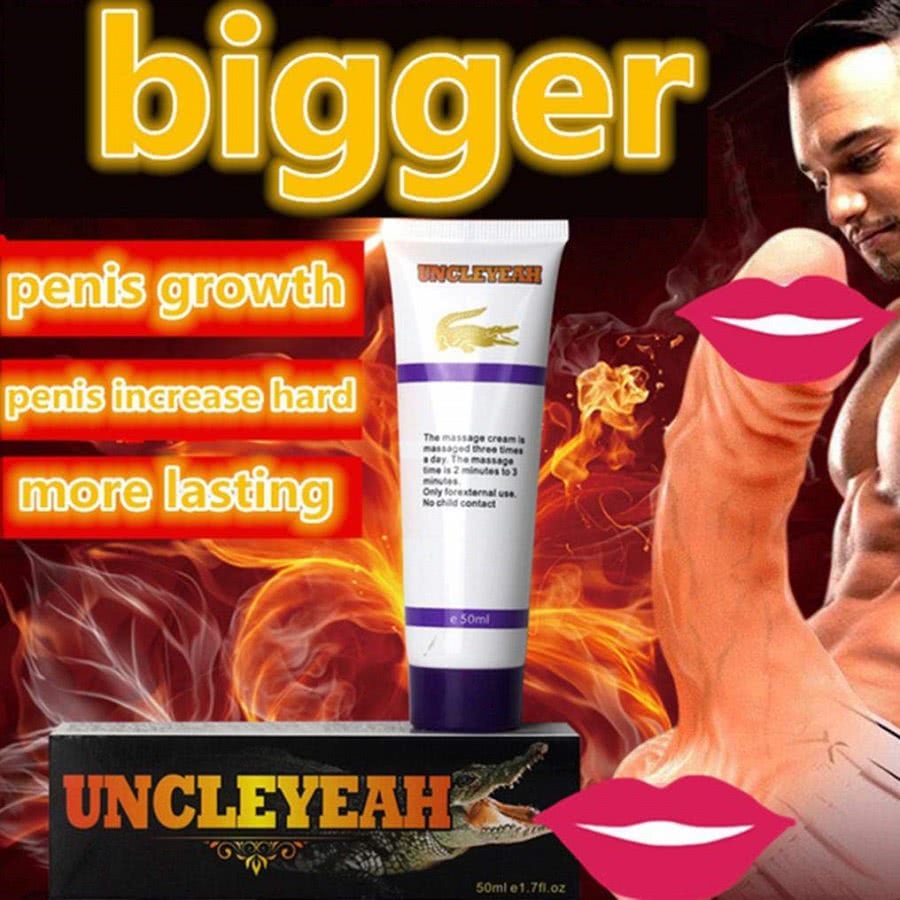 bigger
penis growth
penis increase hard
more lasting
UNCLEYEAH
The massage cream is
massaged three times
a day. The massage
time is 2 minutes to 3
minutes.
Only forexternal use.
No child contact
e 50ml
UNCLEYEAH
50ml e1.7fl.oz